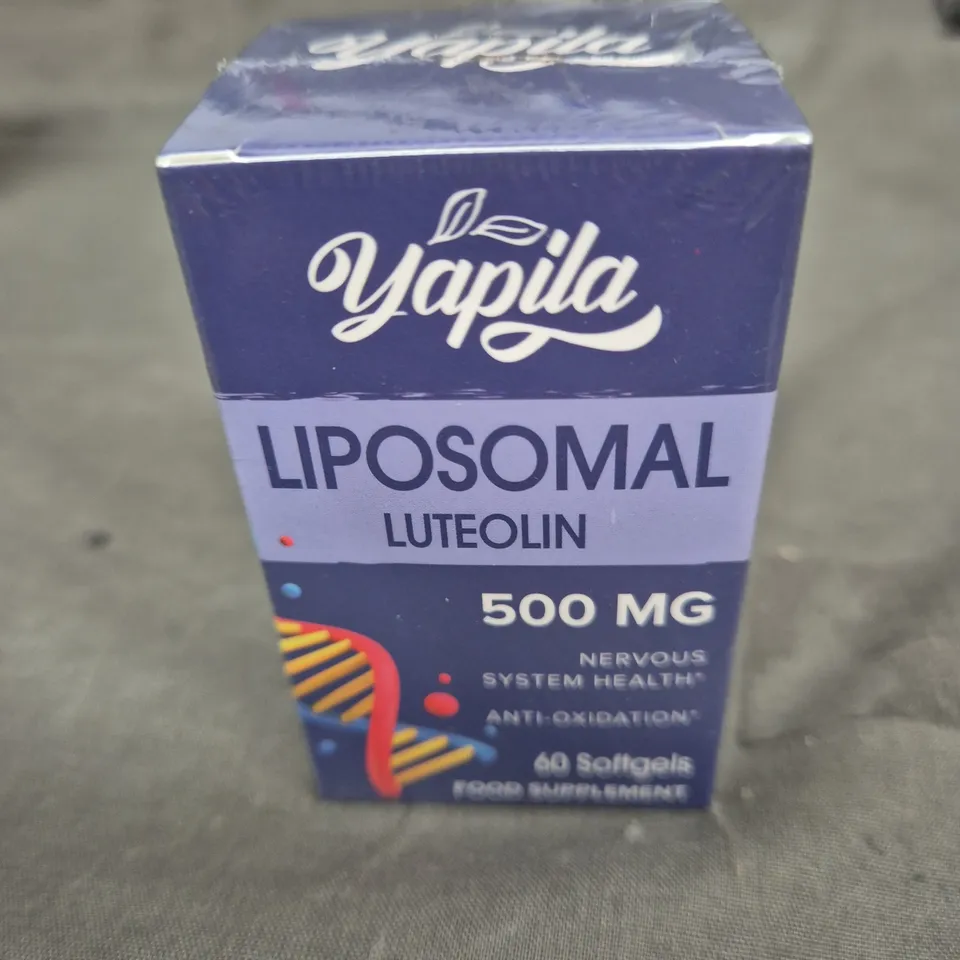 Yapila
Yapila
LIPOSOMAL
LUTEOLIN
500 MG
NERVOUS
SYSTEM HEALTH*
ANTI-OXIDATION*
60 Softgels
FOOD SUPPLEMENT